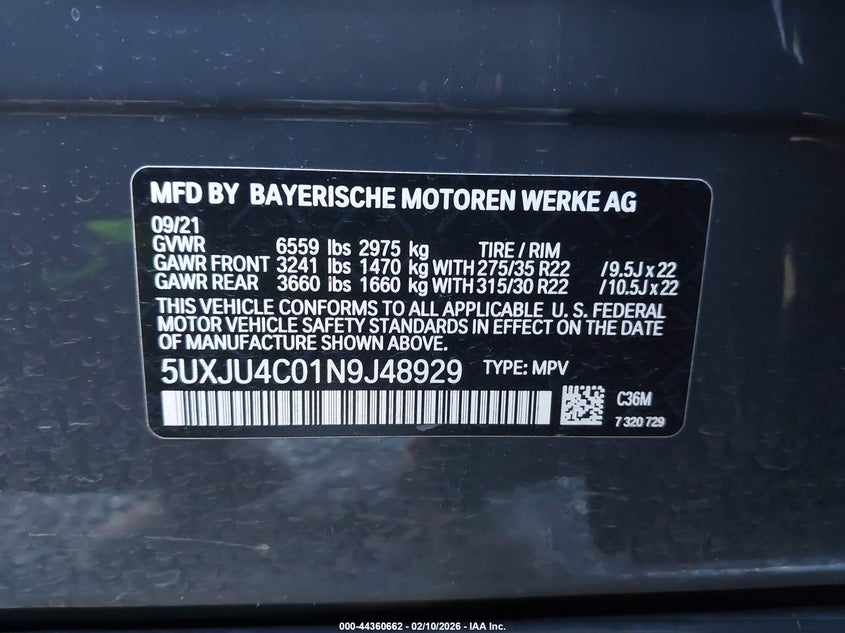 MFD BY BAYERISCHE MOTOREN WERKE AG
09/21
GVWR 6559 lbs 2975 kg TIRE / RIM
GAWR FRONT 3241 lbs 1470 kg WITH 275/35 R22 /9.5J x 22
GAWR REAR 3660 lbs 1660 kg WITH 315/30 R22 /10.5J x 22
THIS VEHICLE CONFORMS TO ALL APPLICABLE U. S. FEDERAL
MOTOR VEHICLE SAFETY STANDARDS IN EFFECT ON THE DATE
OF MANUFACTURE SHOWN ABOVE.
5UXJU4C01N9J48929 TYPE: MPV
C36M
7 320 729
000-44360662 - 02/10/2026 - IAA Inc.